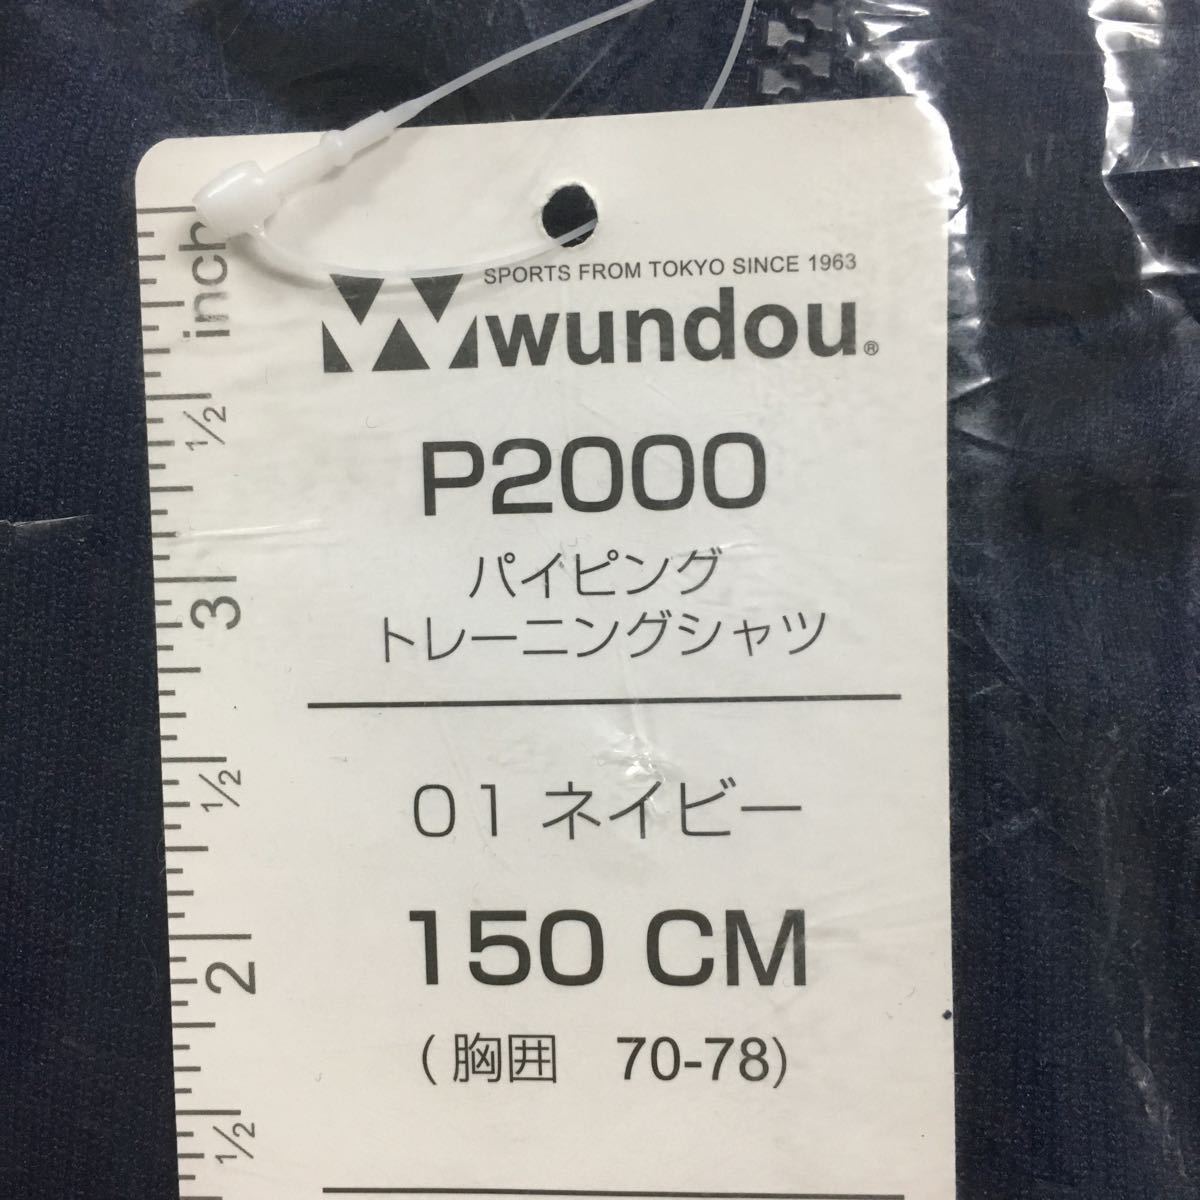 SPORTS FROM TOKYO SINCE 1963
wundou®
P2000
パイピング
トレーニングシャツ
01 ネイビー
150 CM
(胸囲 70-78)
inch
1/2
3
1/2
2
1/2